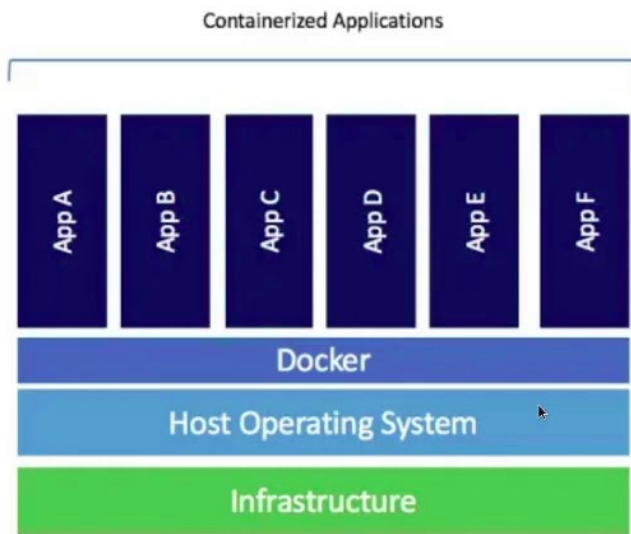 Containerized Applications
App A
App B
App C
App D
App E
App F
Docker
Host Operating System
Infrastructure